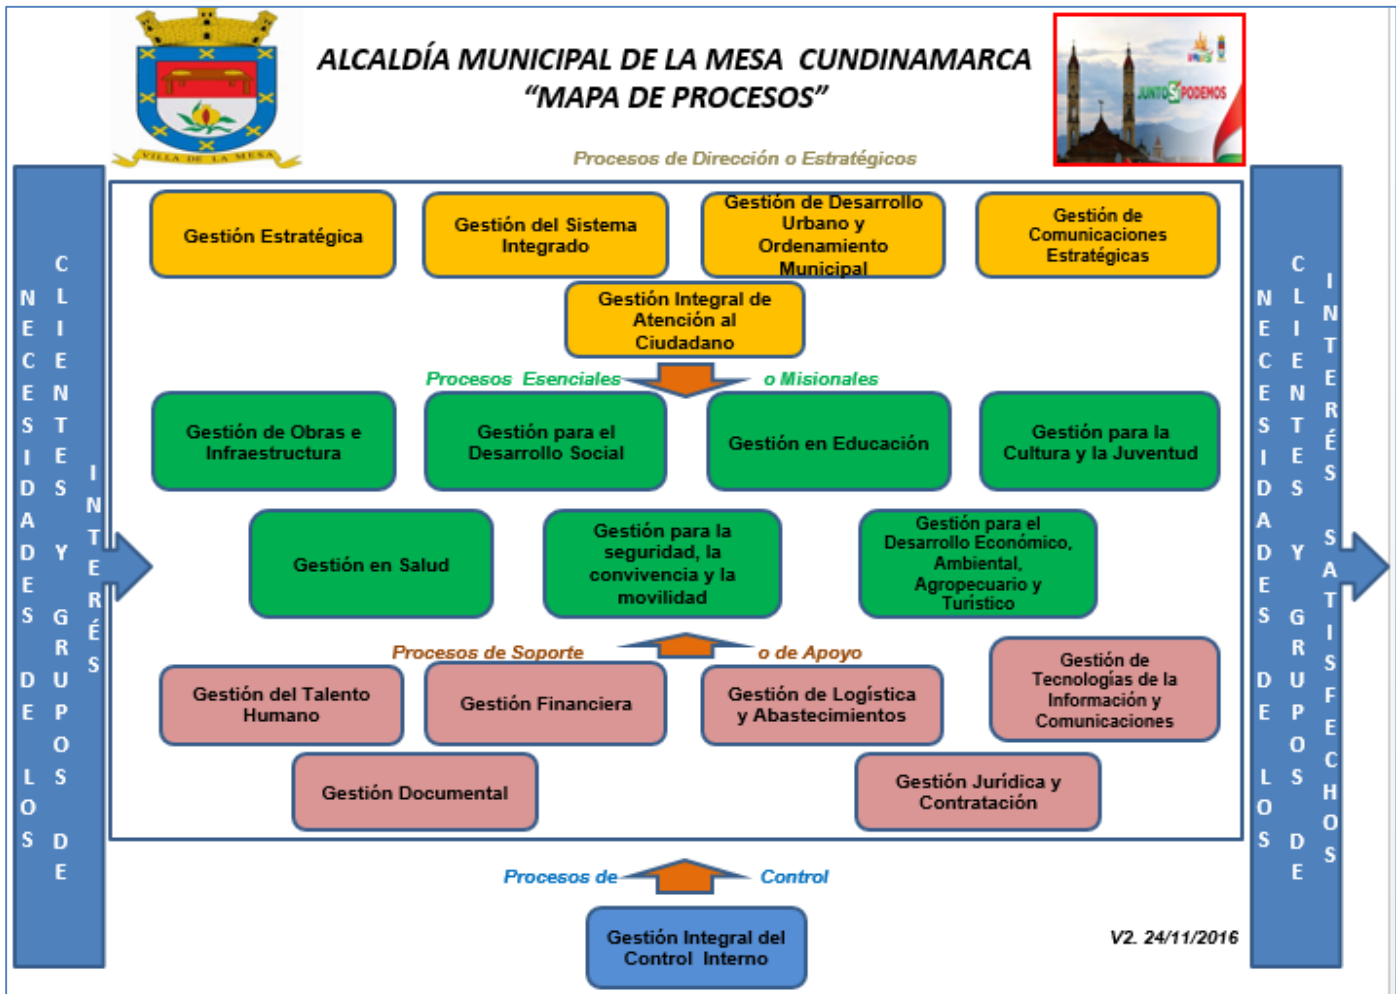 ALCALDÍA MUNICIPAL DE LA MESA CUNDINAMARCA
“MAPA DE PROCESOS”
VILLA DE LA MESA
JUNTOS PODEMOS
Procesos de Dirección o Estratégicos
NECESIDADES DE LOS
CLIENTES Y GRUPOS DE
INTERÉS
Gestión Estratégica
Gestión del Sistema
Integrado
Gestión de Desarrollo
Urbano y
Ordenamiento
Municipal
Gestión de
Comunicaciones
Estratégicas
Gestión Integral de
Atención al
Ciudadano
Procesos Esenciales o Misionales
Gestión de Obras e
Infraestructura
Gestión para el
Desarrollo Social
Gestión en Educación
Gestión para la
Cultura y la Juventud
Gestión en Salud
Gestión para la
seguridad, la
convivencia y la
movilidad
Gestión para el
Desarrollo Económico,
Ambiental,
Agropecuario y
Turístico
Procesos de Soporte o de Apoyo
Gestión del Talento
Humano
Gestión Financiera
Gestión de Logística
y Abastecimientos
Gestión de
Tecnologías de la
Información y
Comunicaciones
Gestión Documental
Gestión Jurídica y
Contratación
Procesos de Control
Gestión Integral del
Control Interno
NECESIDADES DE LOS
CLIENTES Y GRUPOS DE
INTERÉS SATISFECHOS
V2. 24/11/2016